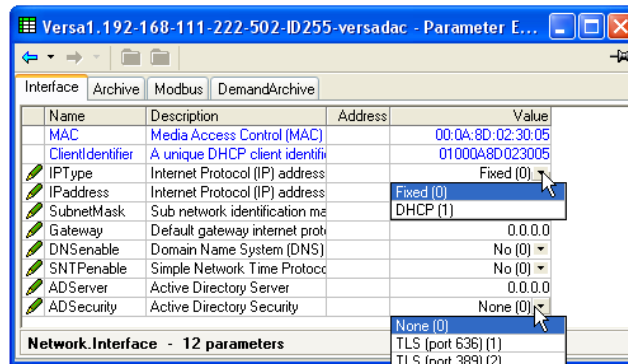 Versa1.192-168-111-222-502-ID255-versadac - Parameter E...
Interface Archive Modbus DemandArchive
Name Description Address Value
MAC Media Access Control (MAC) 00:0A:8D:02:30:05
ClientIdentifier A unique DHCP client identifi 01000A8D023005
IPType Internet Protocol (IP) address Fixed (0)
IPaddress Internet Protocol (IP) address Fixed (0)
SubnetMask Sub network identification ma DHCP (1)
Gateway Default gateway internet proto 0.0.0.0
DNSenable Domain Name System (DNS) No (0)
SNTPenable Simple Network Time Protoco No (0)
ADServer Active Directory Server 0.0.0.0
ADSecurity Active Directory Security None (0)
None (0)
Network.Interface - 12 parameters TLS (port 636) (1)
TLS (port 389) (2)